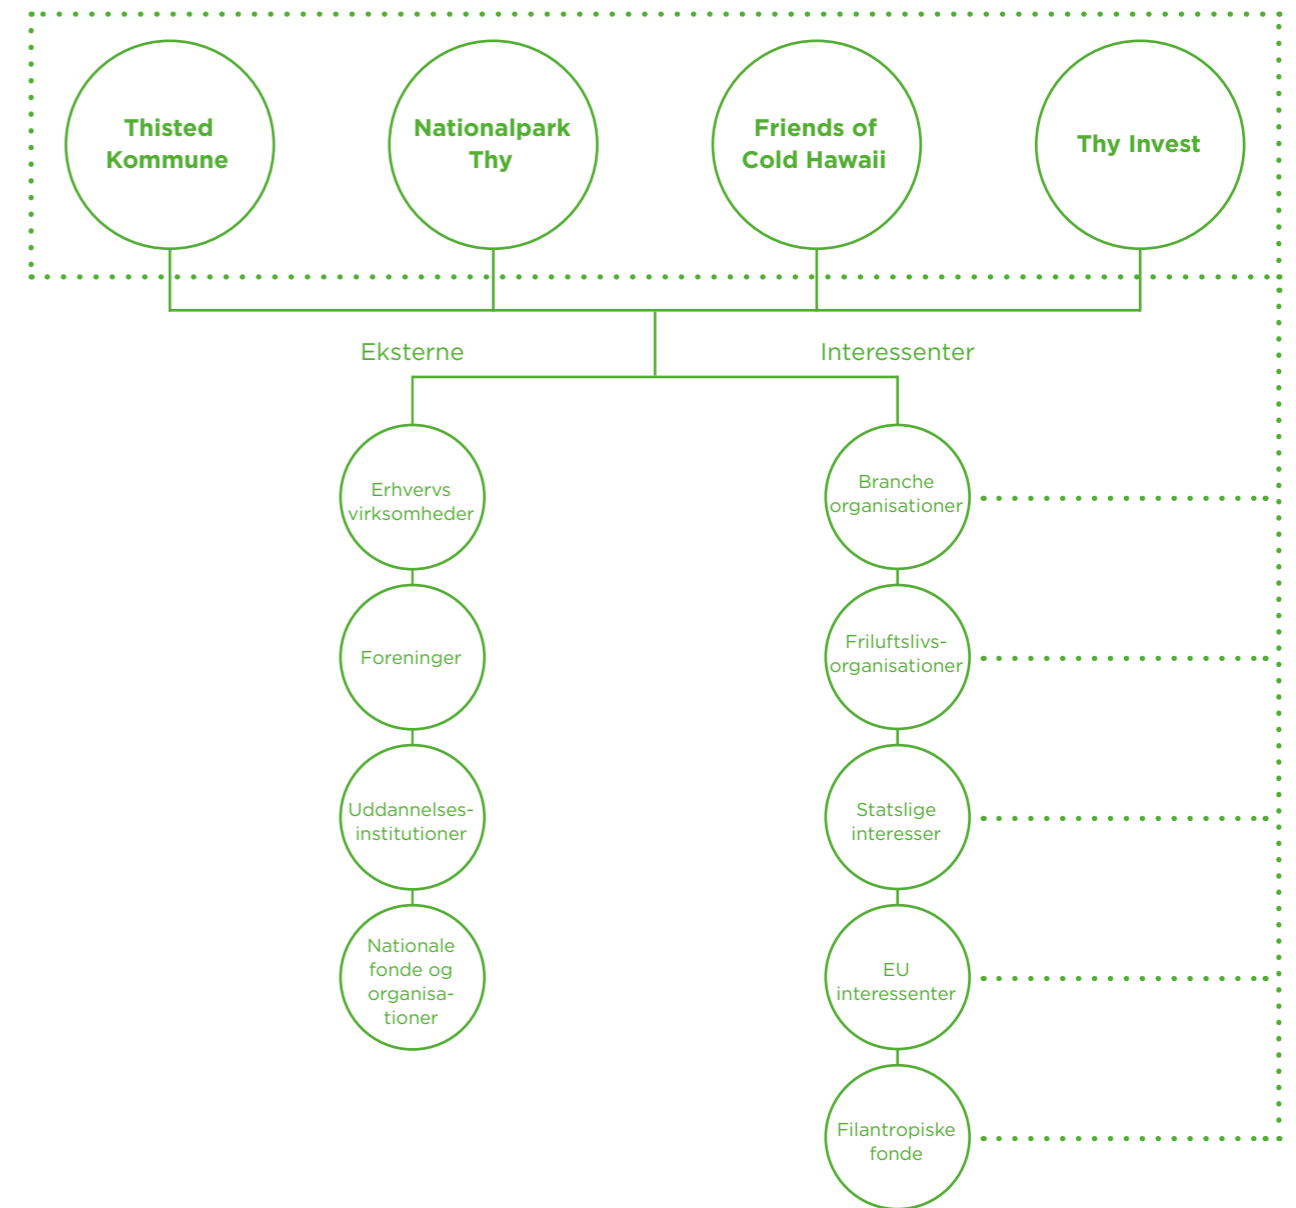 Thisted
Kommune
Nationalpark
Thy
Friends of
Cold Hawaii
Thy Invest
Eksterne
Interessenter
Erhvervs
virksomheder
Foreninger
Uddannelses-
institutioner
Nationale
fonde og
organisa-
tioner
Branche
organisationer
Friluftslivs-
organisationer
Statslige
interesser
EU
interessenter
Filantropiske
fonde